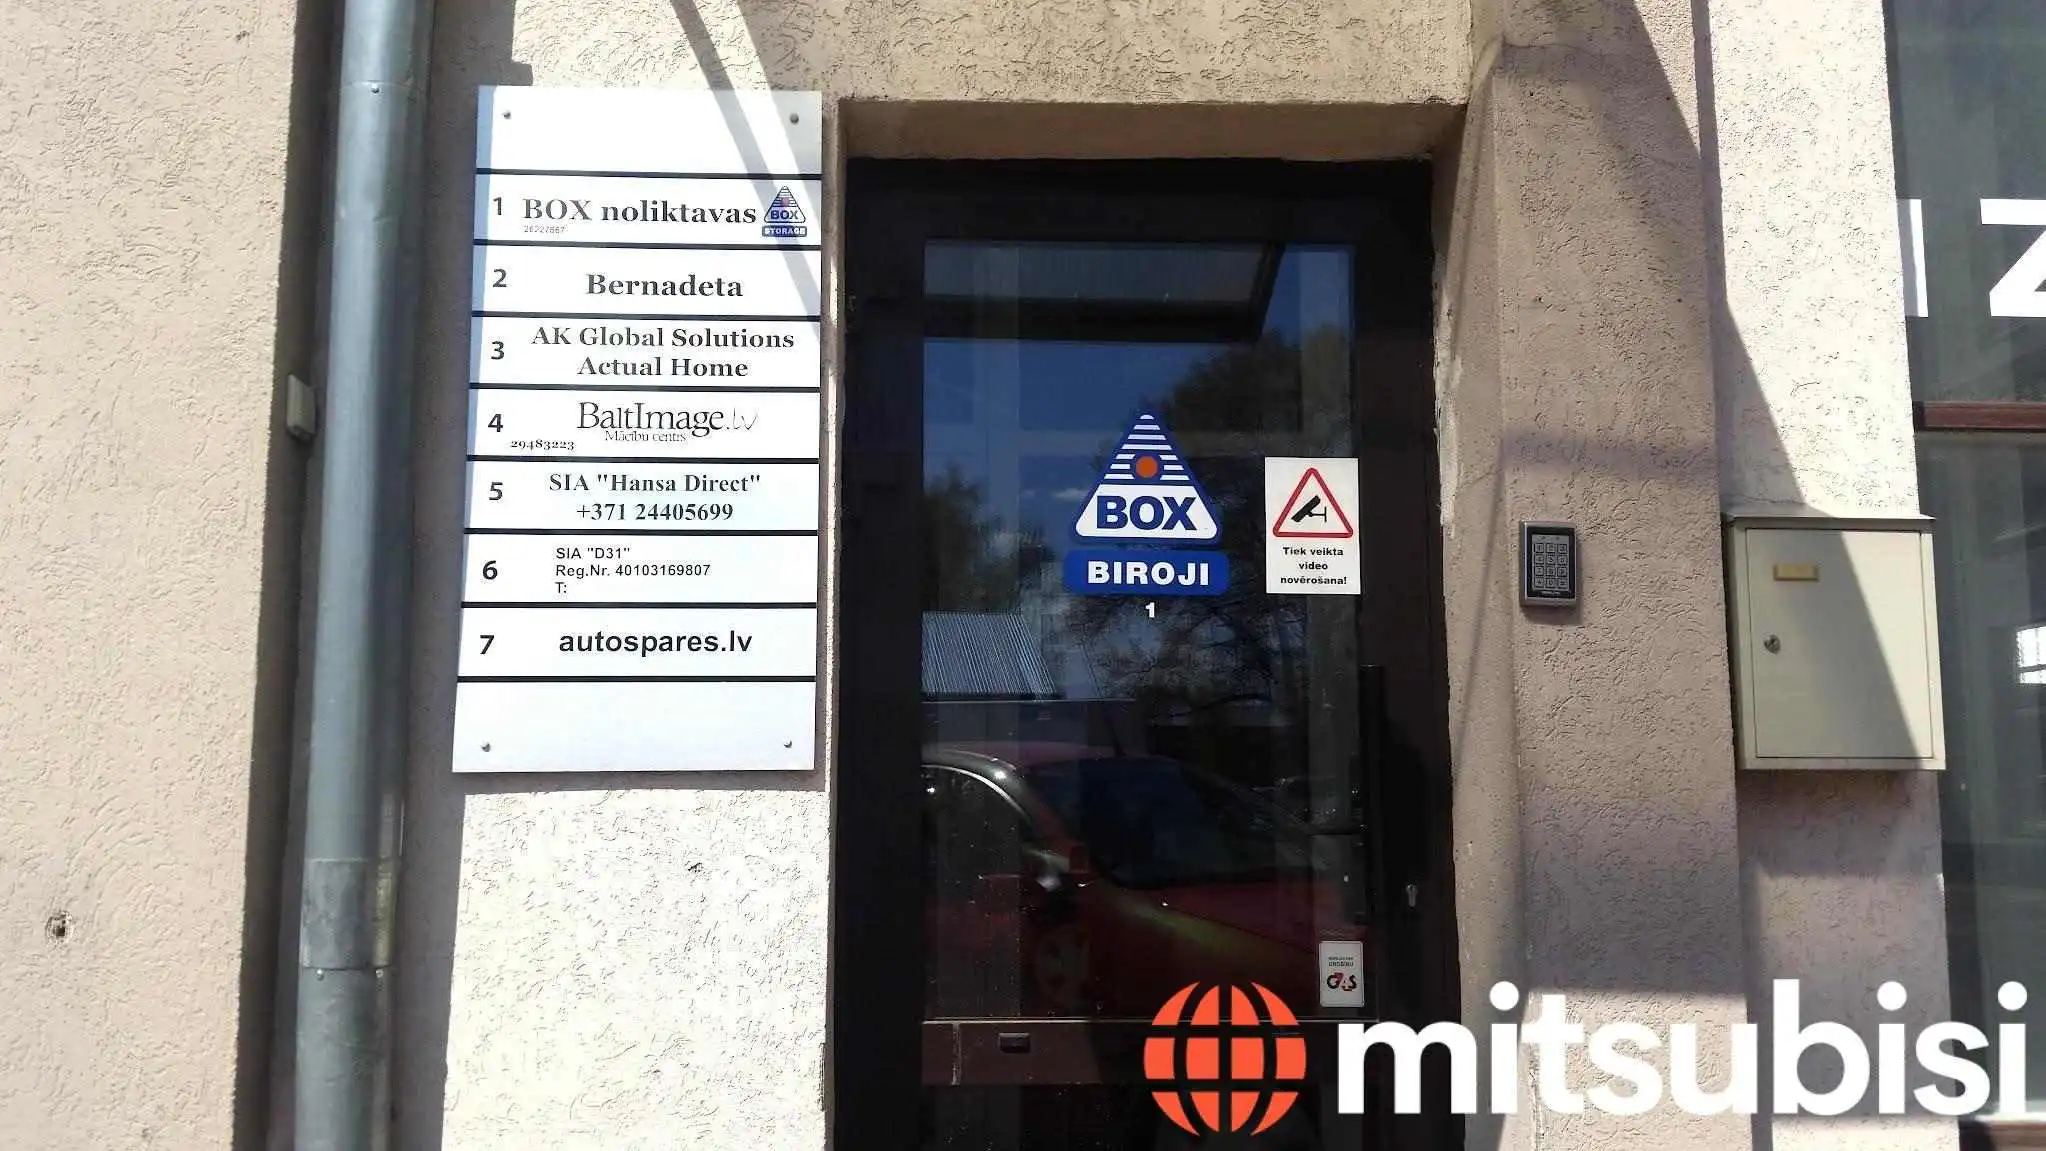 1 BOX noliktavas
BOX
STORAGE
2 Bernadeta
3 AK Global Solutions
Actual Home
4 BaltImage.lv
Mācību centrs
29483223
5 SIA "Hansa Direct"
+371 24405699
6 SIA "D31"
Reg.Nr. 40103169807
T:
7 autospares.lv
BOX
BIROJI
1
Tiek veikta
video
novērošana!
G4S
IZ
mitsubisi